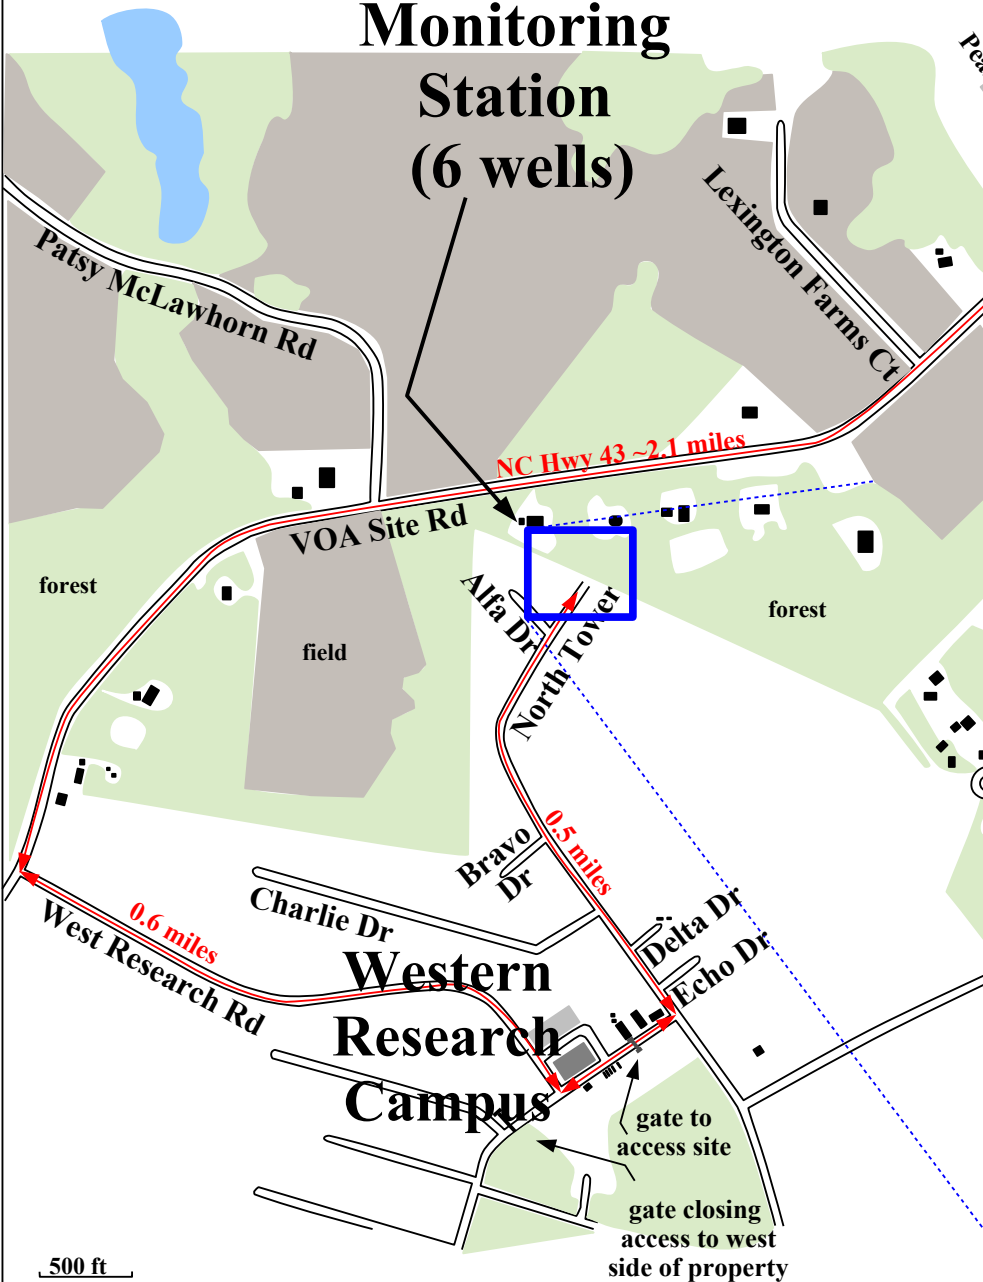 Monitoring
Station
(6 wells)
Lexington Farms Ct
Patsy McLawhorn Rd
NC Hwy 43 ~2.1 miles
VOA Site Rd
forest
Alfa Dr
North Tower
forest
field
0.5 miles
Bravo
Dr
Charlie Dr
Delta Dr
Echo Dr
0.6 miles
West Research Rd
Western
Research
Campus
gate to
access site
gate closing
access to west
side of property
500 ft